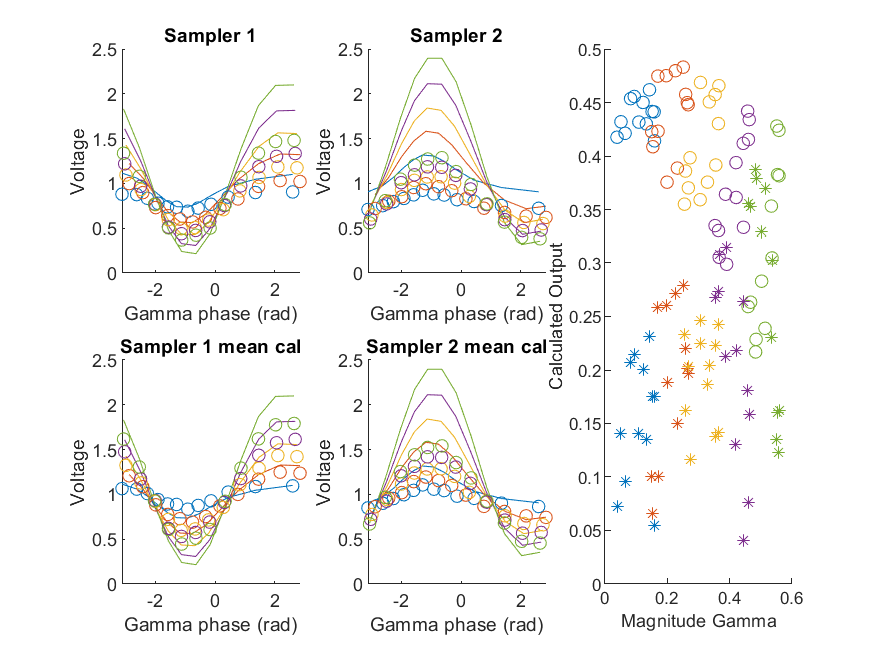 Sampler 1
2.5
2
1.5
1
0.5
0
Voltage
-2 0 2
Gamma phase (rad)
Sampler 2
2.5
2
1.5
1
0.5
0
Voltage
-2 0 2
Gamma phase (rad)
Sampler 1 mean cal
2.5
2
1.5
1
0.5
0
Voltage
-2 0 2
Gamma phase (rad)
Sampler 2 mean cal
2.5
2
1.5
1
0.5
0
Voltage
-2 0 2
Gamma phase (rad)
0.5
0.45
0.4
0.35
0.3
0.25
0.2
0.15
0.1
0.05
0
Calculated Output
0 0.2 0.4 0.6
Magnitude Gamma